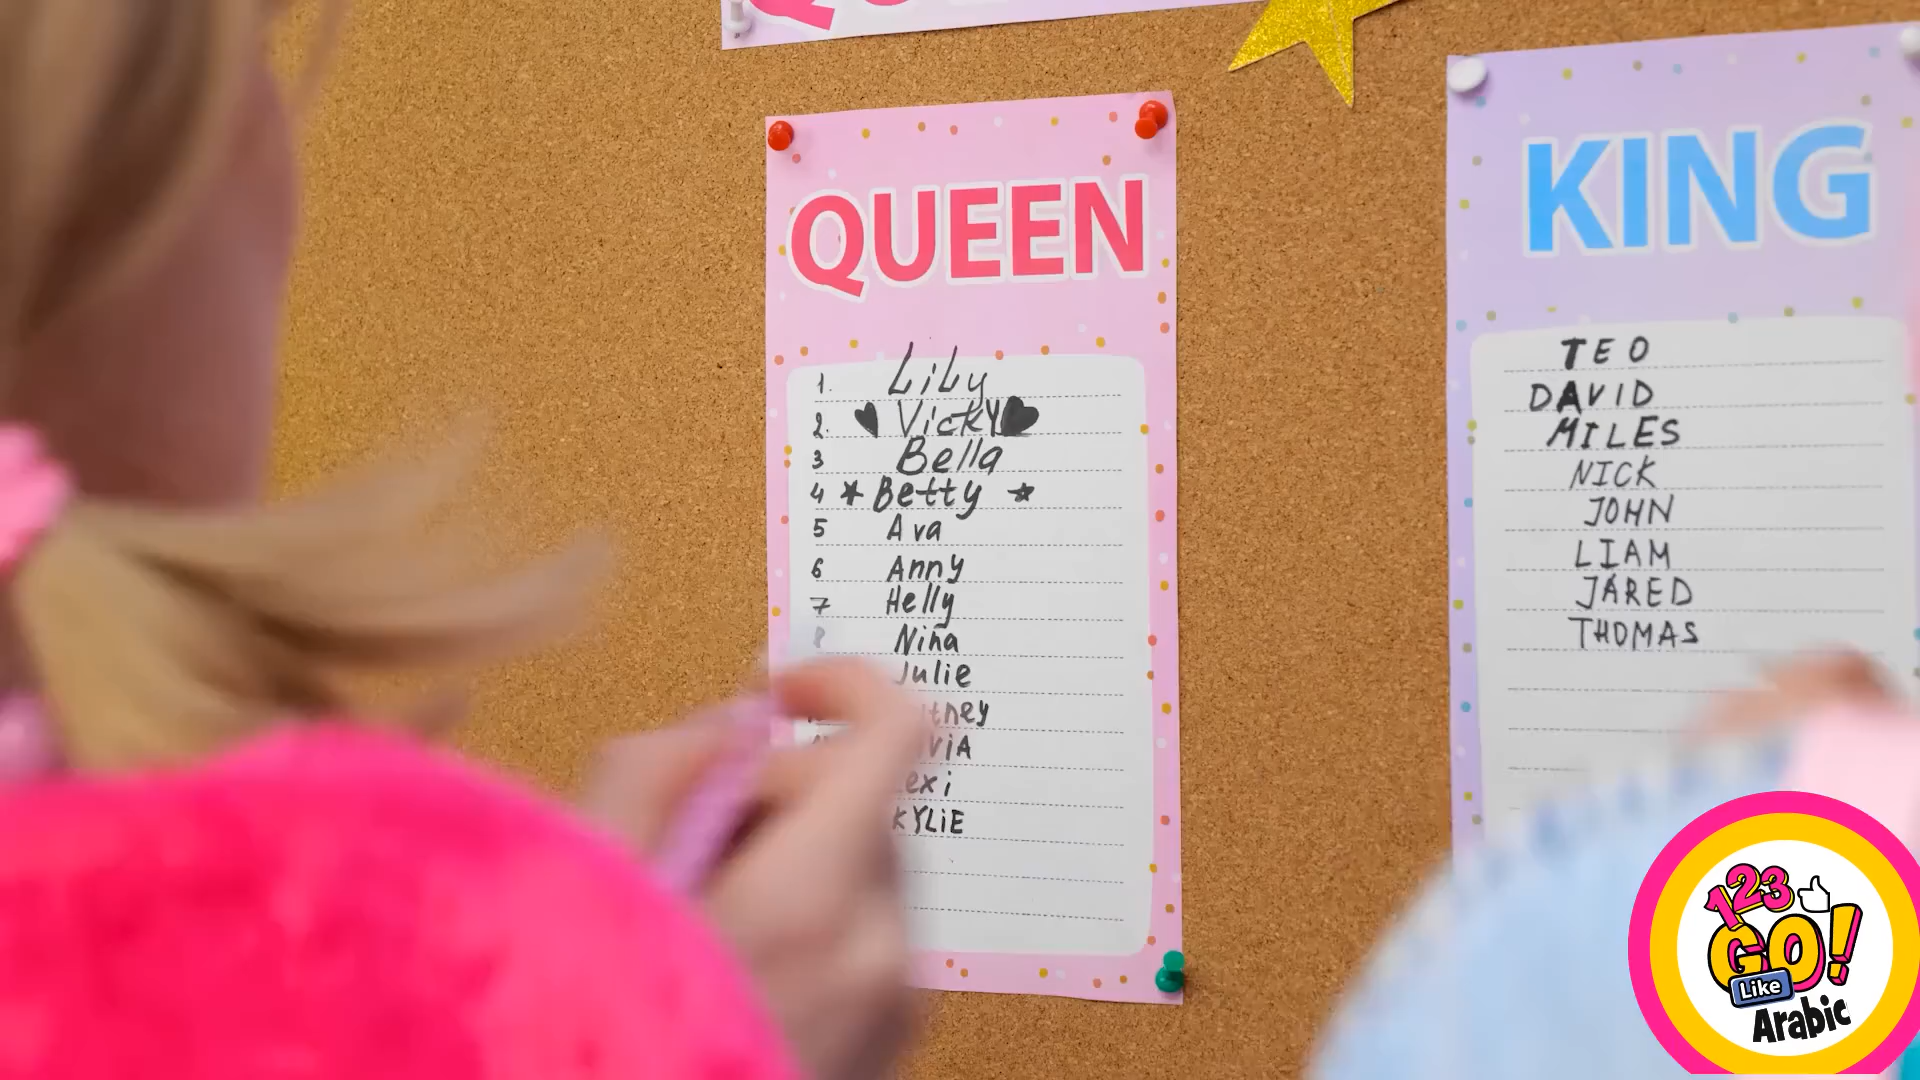 QUEEN
1. LiLy
2. Vicky
3 Bella
4 Betty
5 Ava
6 Anny
7 Helly
8 Nina
Julie
KYLiE
KING
TEO
DAVID
MILES
NICK
JOHN
LIAM
JARED
THOMAS
123
GO!
Like
Arabic